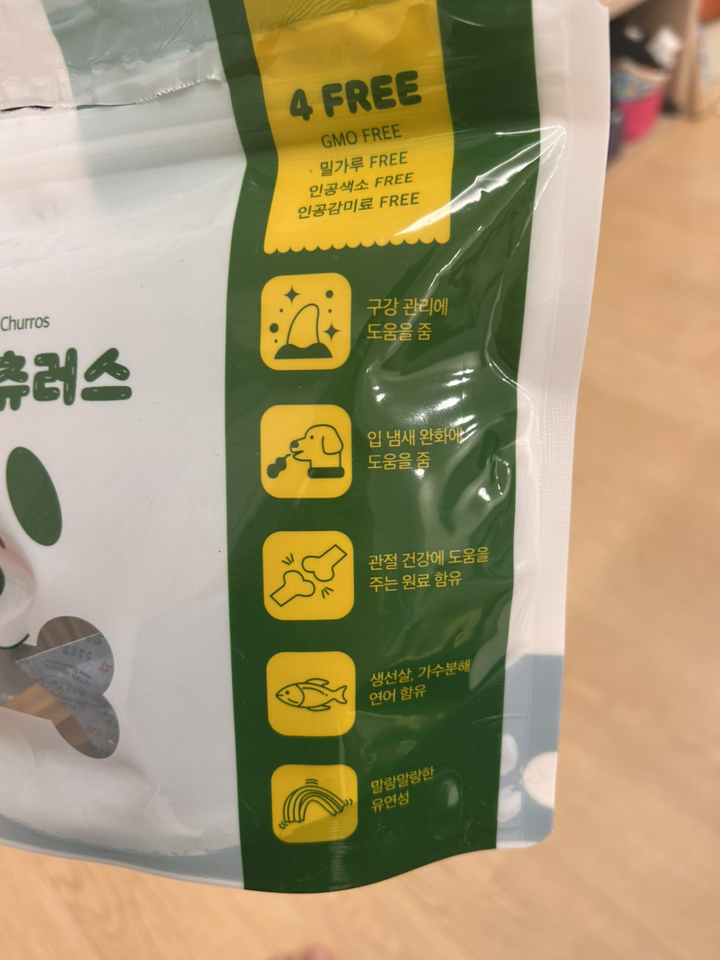 4 FREE
GMO FREE
밀가루 FREE
인공색소 FREE
인공감미료 FREE
Churros
츄러스
구강 관리에
도움을 줌
입 냄새 완화에
도움을 줌
관절 건강에 도움을
주는 원료 함유
생선살, 가수분해
연어 함유
말랑말랑한
유연성